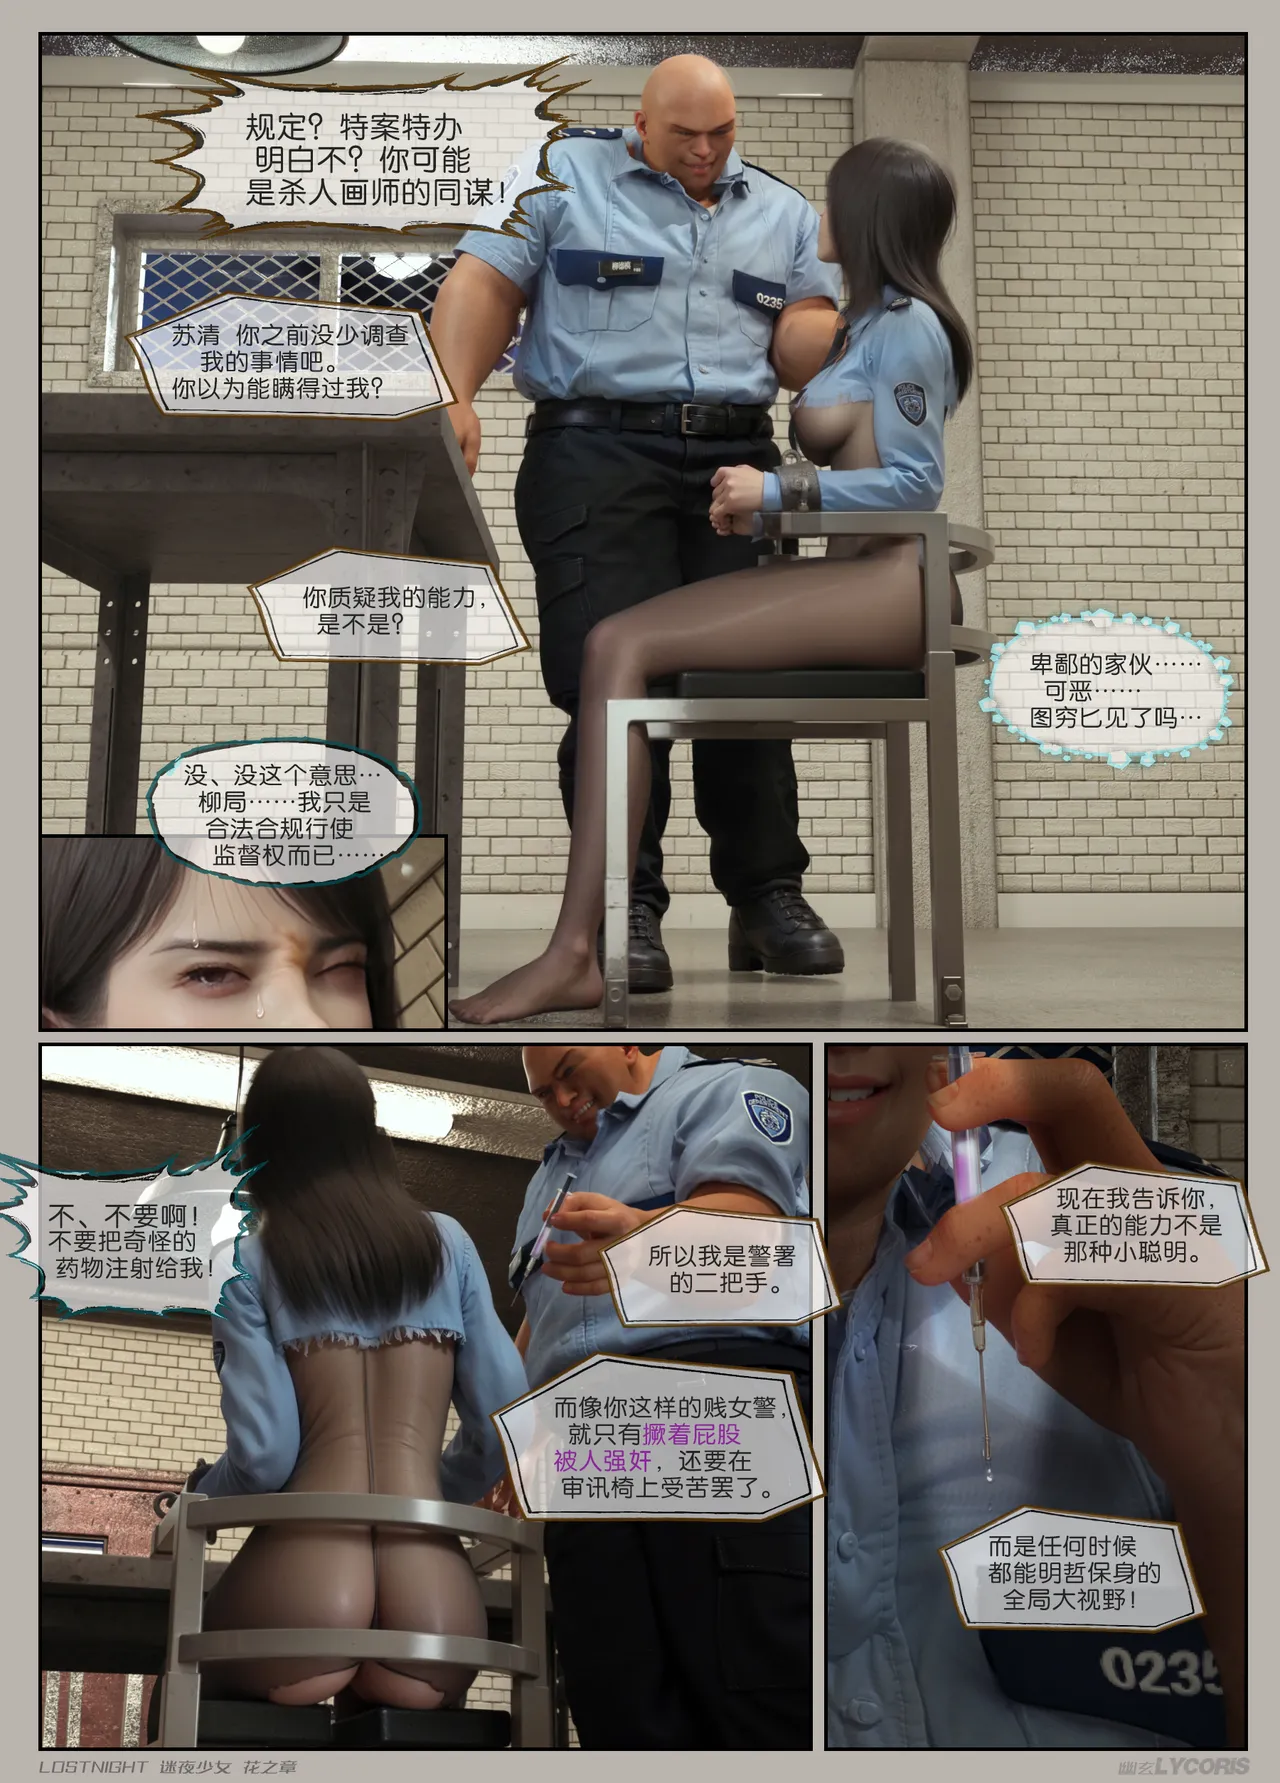 规定？特案特办
明白不？你可能
是杀人画师的同谋！
苏清 你之前没少调查
我的事情吧。
你以为能瞒得过我？
你质疑我的能力，
是不是？
卑鄙的家伙……
可恶……
图穷匕见了吗…
没、没这个意思…
柳局……我只是
合法合规行使
监督权而已……
0235
不、不要啊！
不要把奇怪的
药物注射给我！
所以我是警署
的二把手。
而像你这样的贱女警，
就只有撅着屁股
被人强奸，还要在
审讯椅上受苦罢了。
现在我告诉你，
真正的能力不是
那种小聪明。
而是任何时候
都能明哲保身的
全局大视野！
0235
LOSTNIGHT 迷夜少女 花之章
幽玄LYCORIS